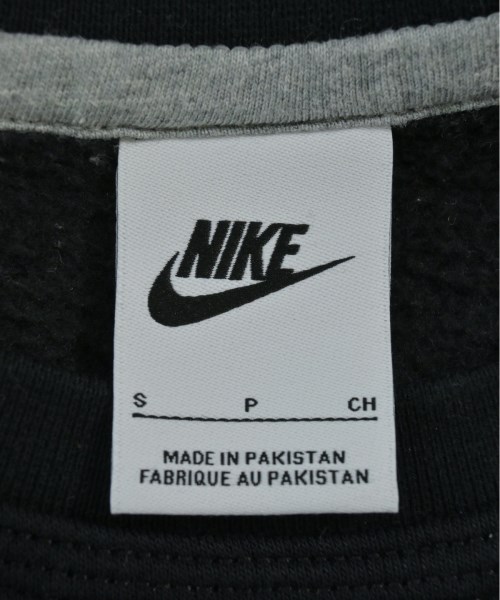 NIKE
S P CH
MADE IN PAKISTAN
FABRIQUE AU PAKISTAN